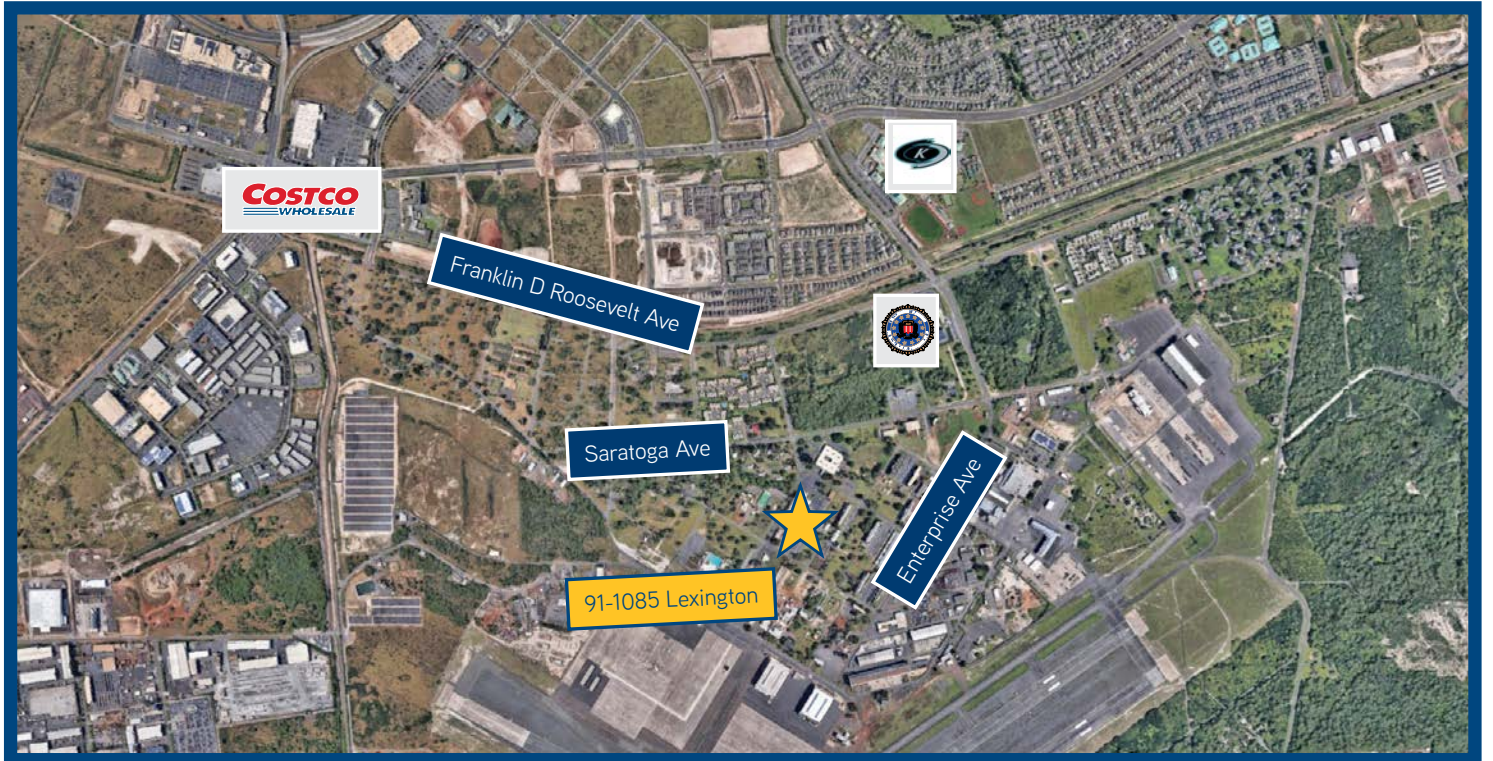 COSTCO
WHOLESALE
K
Franklin D Roosevelt Ave
Saratoga Ave
Enterprise Ave
91-1085 Lexington